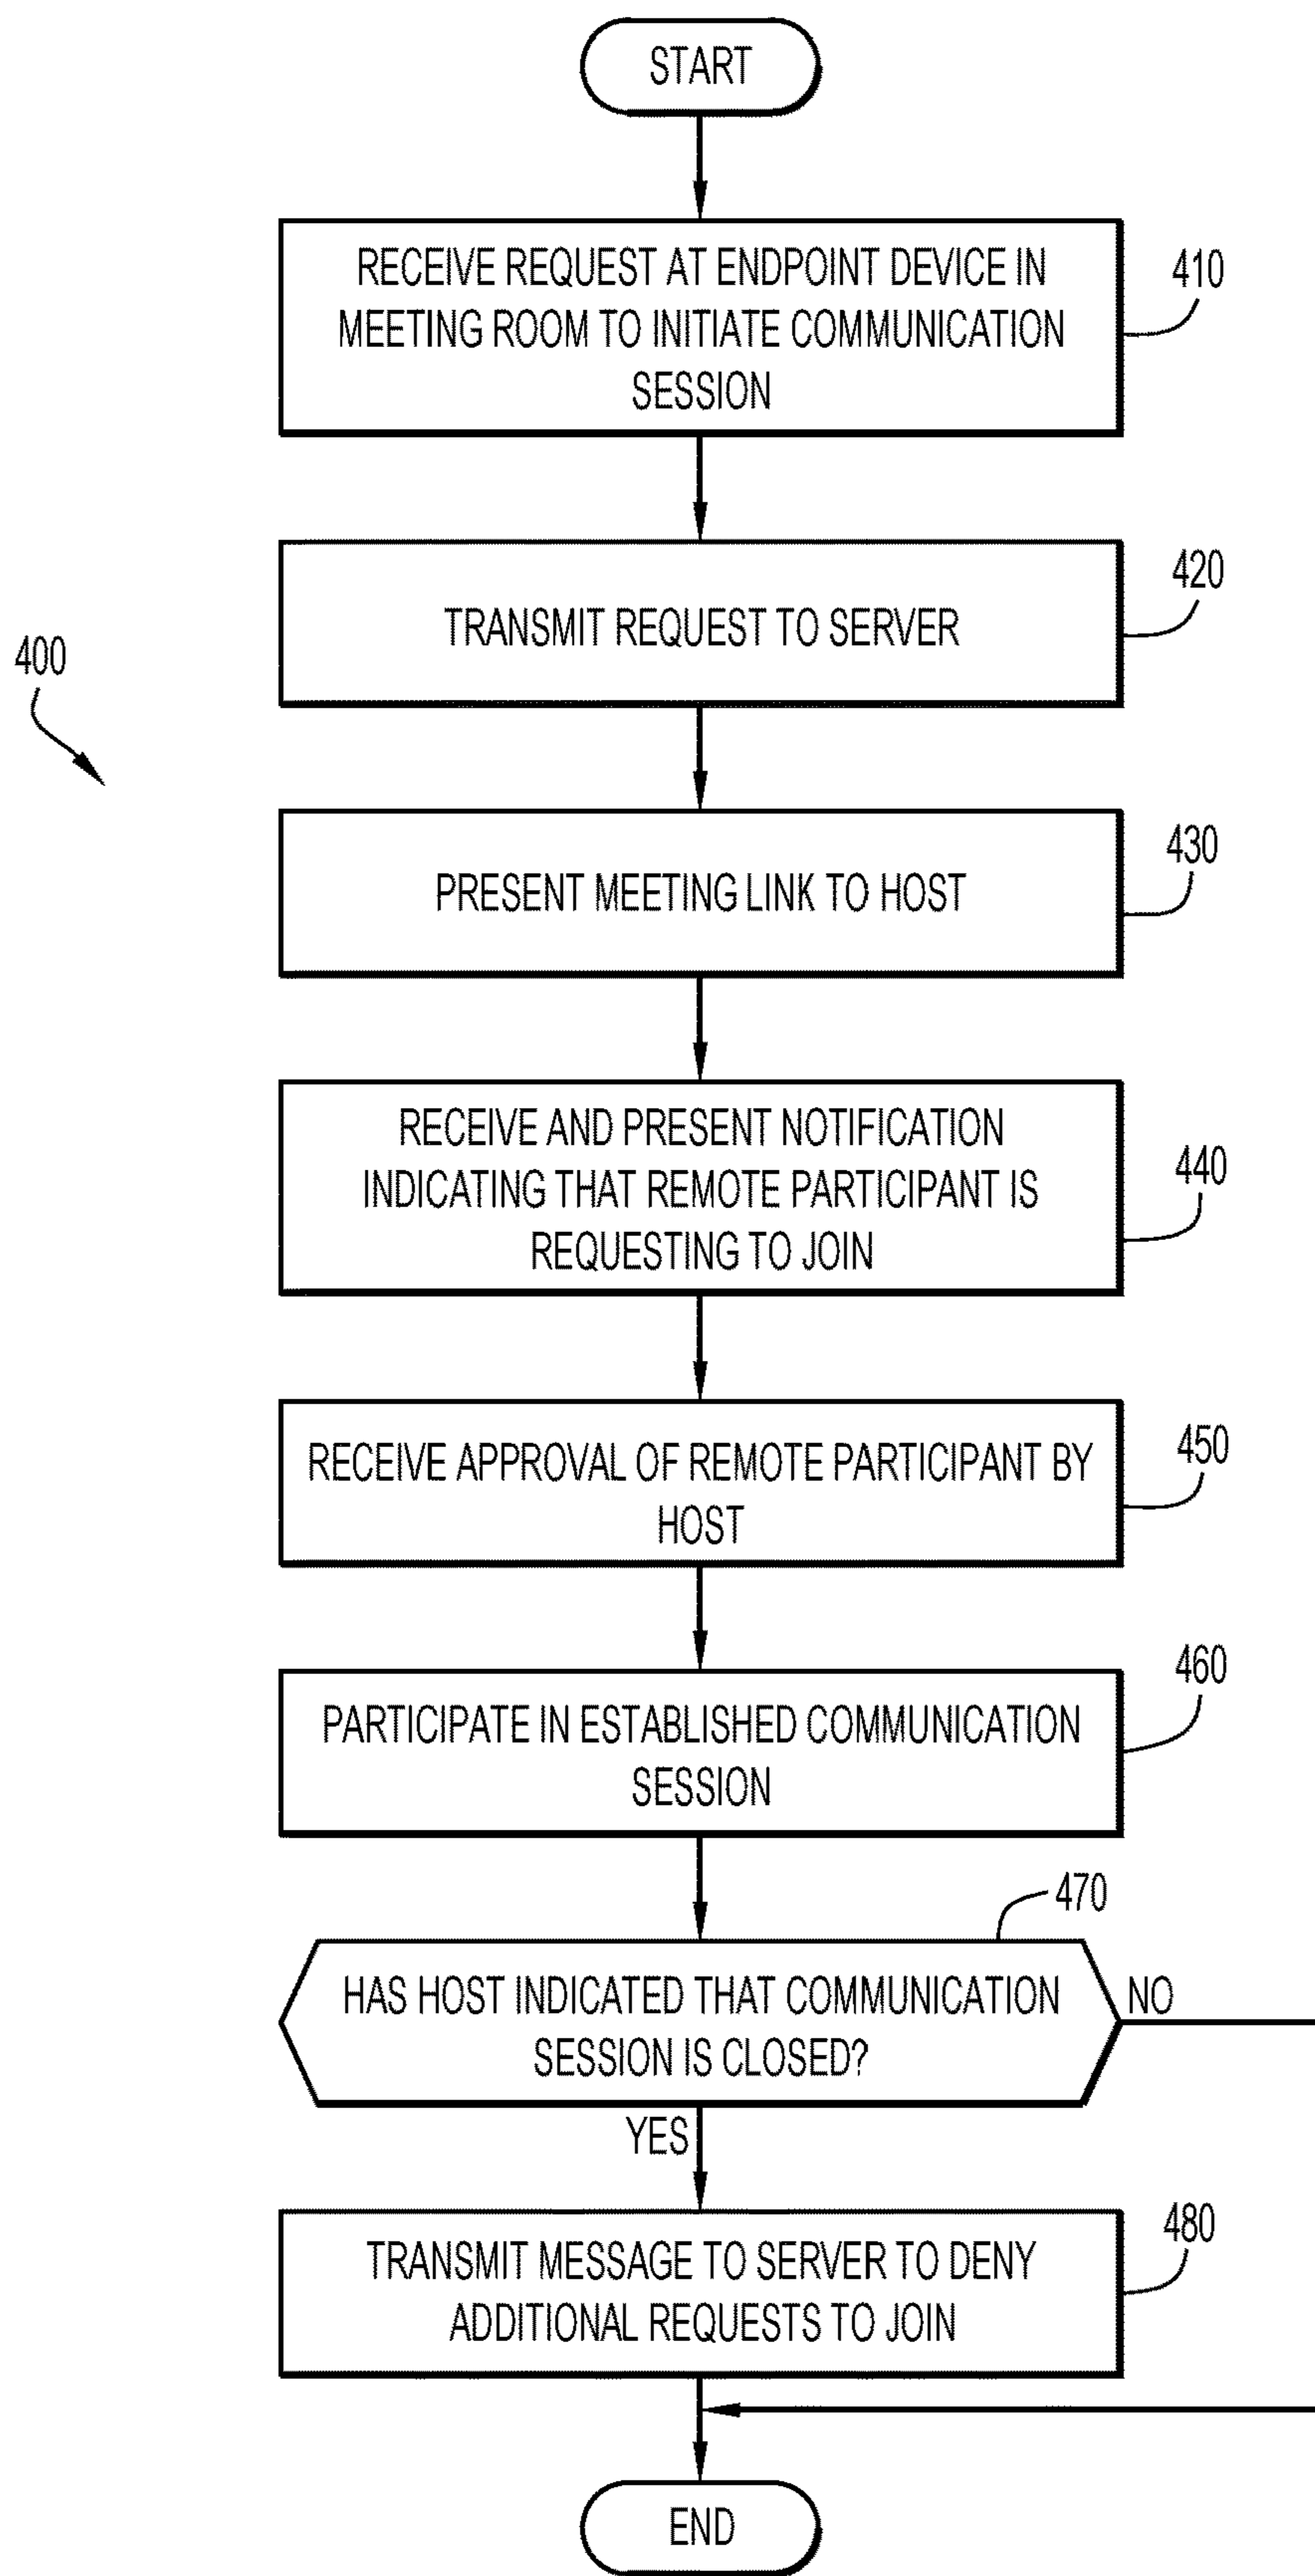 START
RECEIVE REQUEST AT ENDPOINT DEVICE IN
MEETING ROOM TO INITIATE COMMUNICATION
SESSION
410
TRANSMIT REQUEST TO SERVER
420
400
PRESENT MEETING LINK TO HOST
430
RECEIVE AND PRESENT NOTIFICATION
INDICATING THAT REMOTE PARTICIPANT IS
REQUESTING TO JOIN
440
RECEIVE APPROVAL OF REMOTE PARTICIPANT BY
HOST
450
PARTICIPATE IN ESTABLISHED COMMUNICATION
SESSION
460
470
HAS HOST INDICATED THAT COMMUNICATION
SESSION IS CLOSED?
NO
YES
TRANSMIT MESSAGE TO SERVER TO DENY
ADDITIONAL REQUESTS TO JOIN
480
END